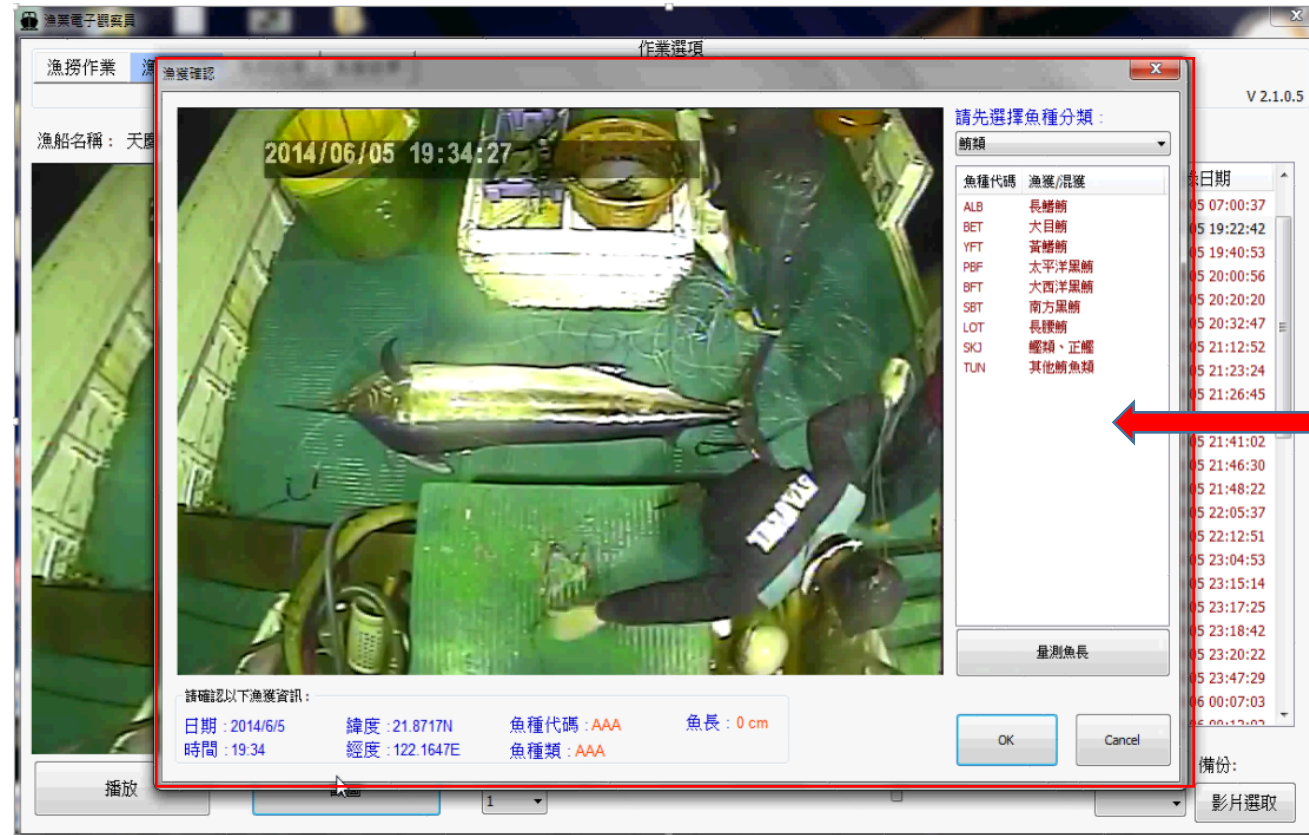 漁業電子觀察員
作業選項
漁撈作業
漁獲確認
V 2.1.0.5
漁船名稱： 天
2014/06/05 19:34:27
請先選擇魚種分類 :
鮪類
魚種代碼 漁獲/混獲
ALB 長鰭鮪
BET 大目鮪
YFT 黃鰭鮪
PBF 太平洋黑鮪
BFT 大西洋黑鮪
SBT 南方黑鮪
LOT 長腰鮪
SKJ 鰹類、正鰹
TUN 其他鮪魚類
量測魚長
日期
05 07:00:37
05 19:22:42
05 19:40:53
05 20:00:56
05 20:20:20
05 20:32:47
05 21:12:52
05 21:23:24
05 21:26:45
05 21:41:02
05 21:46:30
05 21:48:22
05 22:05:37
05 22:12:51
05 23:04:53
05 23:15:14
05 23:17:25
05 23:18:42
05 23:20:22
05 23:47:29
06 00:07:03
請確認以下漁獲資訊 :
日期 : 2014/6/5 緯度 : 21.8717N 魚種代碼 : AAA 魚長 : 0 cm
時間 : 19:34 經度 : 122.1647E 魚種類 : AAA
OK
Cancel
備份:
播放
1
影片選取